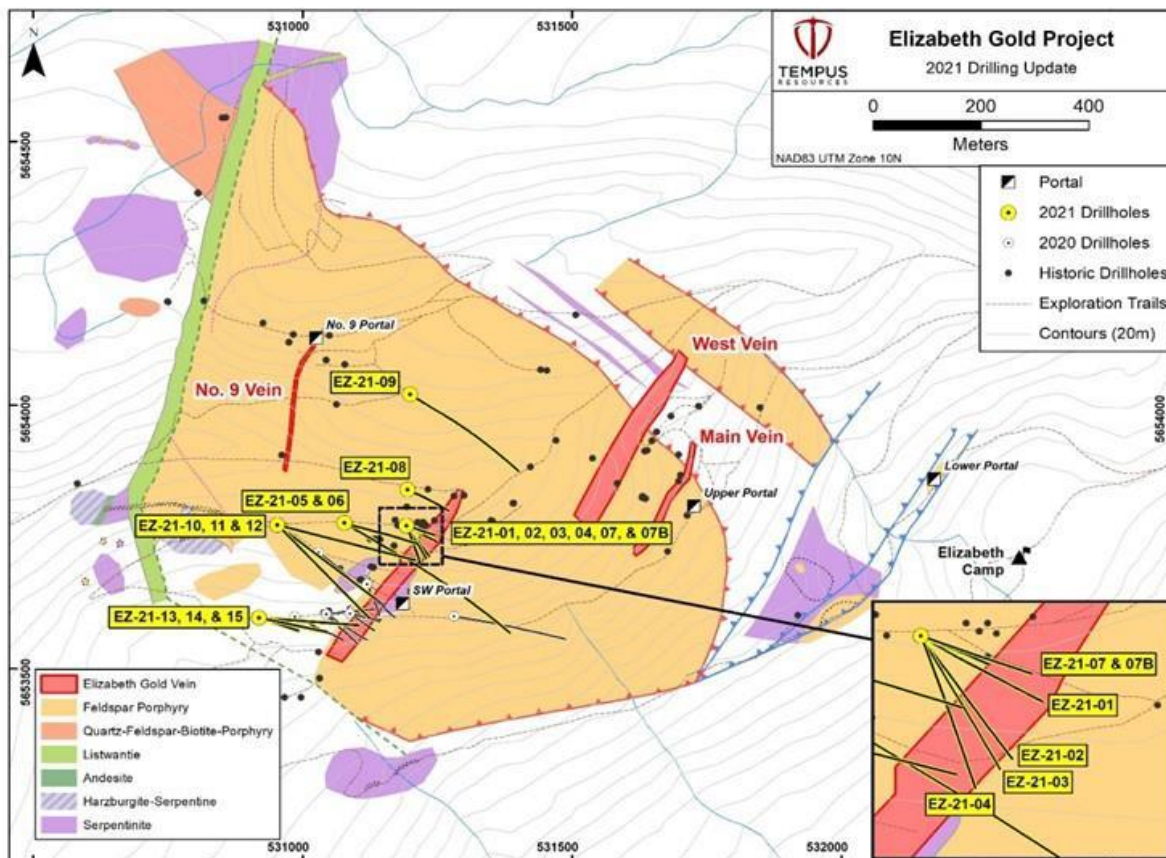 531000
531500
N
TEMPUS
RESOURCES
Elizabeth Gold Project
2021 Drilling Update
0 200 400
Meters
NAD83 UTM Zone 10N
Portal
2021 Drillholes
2020 Drillholes
Historic Drillholes
Exploration Trails
Contours (20m)
5654500
No. 9 Portal
West Vein
EZ-21-09
No. 9 Vein
5654000
5654000
Main Vein
EZ-21-08
Lower Portal
EZ-21-05 & 06
Upper Portal
EZ-21-10, 11 & 12
EZ-21-01, 02, 03, 04, 07, & 07B
Elizabeth
Camp
SW Portal
EZ-21-13, 14, & 15
5653500
EZ-21-07 & 07B
EZ-21-01
EZ-21-02
EZ-21-03
EZ-21-04
Elizabeth Gold Vein
Feldspar Porphyry
Quartz-Feldspar-Biotite-Porphyry
Listwantie
Andesite
Harzburgite-Serpentine
Serpentinite
531000
531500
532000